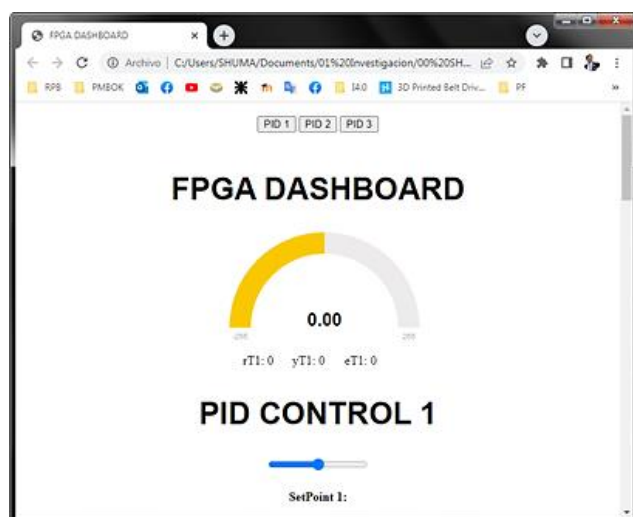 FPGA DASHBOARD
Archivo | C:/Users/SHUMA/Documents/01%20Investigacion/00%20SH...
RPB PMBOK I4.0 3D Printed Belt Driv... PF »
PID 1 PID 2 PID 3
FPGA DASHBOARD
0.00
rT1: 0 yT1: 0 eT1: 0
PID CONTROL 1
SetPoint 1: